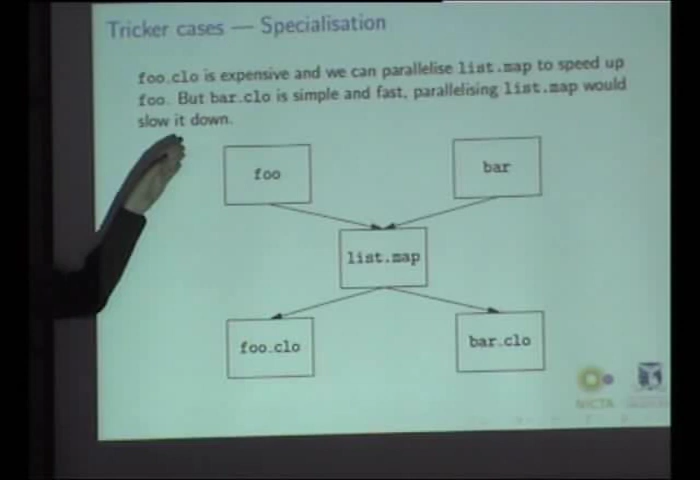 Tricker cases — Specialisation
foo.clo is expensive and we can parallelise list.map to speed up
foo. But bar.clo is simple and fast, parallelising list.map would
slow it down.
foo
bar
list.map
foo.clo
bar.clo
NICTA